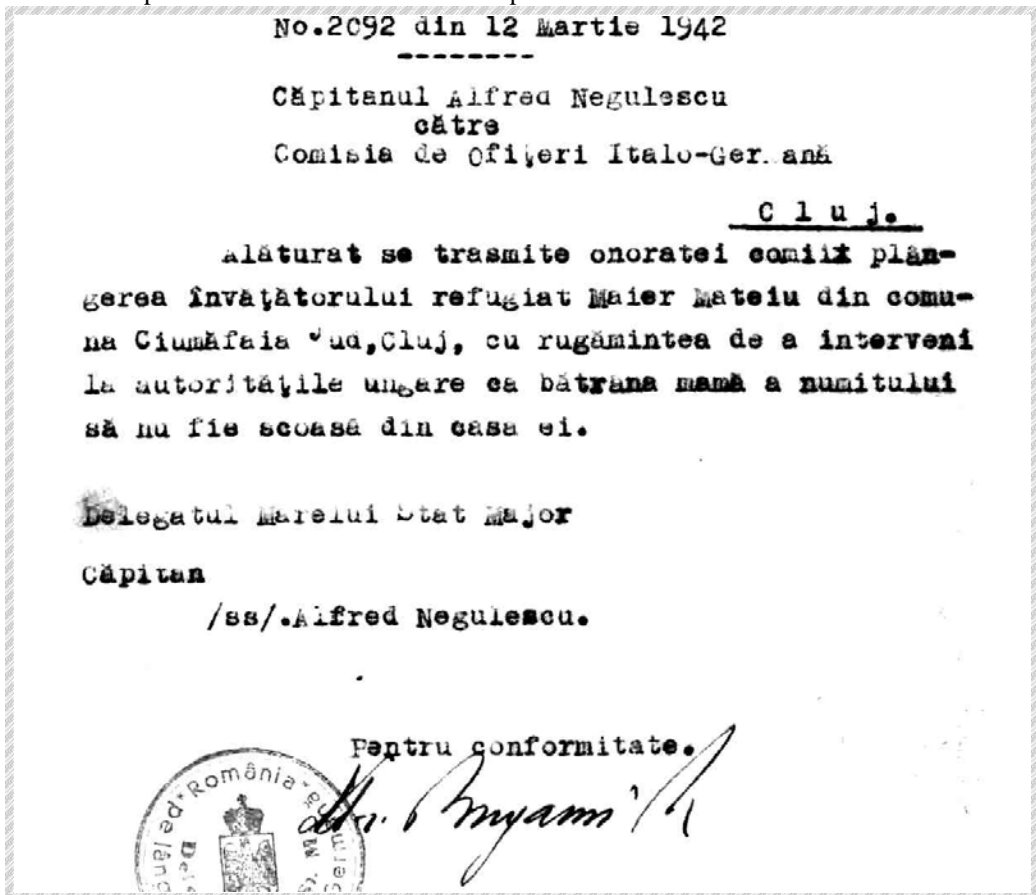 No.2092 din 12 Martie 1942
--------
Căpitanul Alfred Negulescu
către
Comisia de Ofițeri Italo-Germană
Cluj.
Alăturat se trasmite onoratei comiix plân-
gerea învățătorului refugiat Maier Mateiu din comu-
na Ciumăfaia Jud,Cluj, cu rugămintea de a interveni
la autoritățile ungare ca bătrana mamă a numitului
să nu fie scoasă din casa ei.
Delegatul Marelui Stat Major
Căpitan
/ss/.Alfred Negulescu.
Pentru conformitate.
România